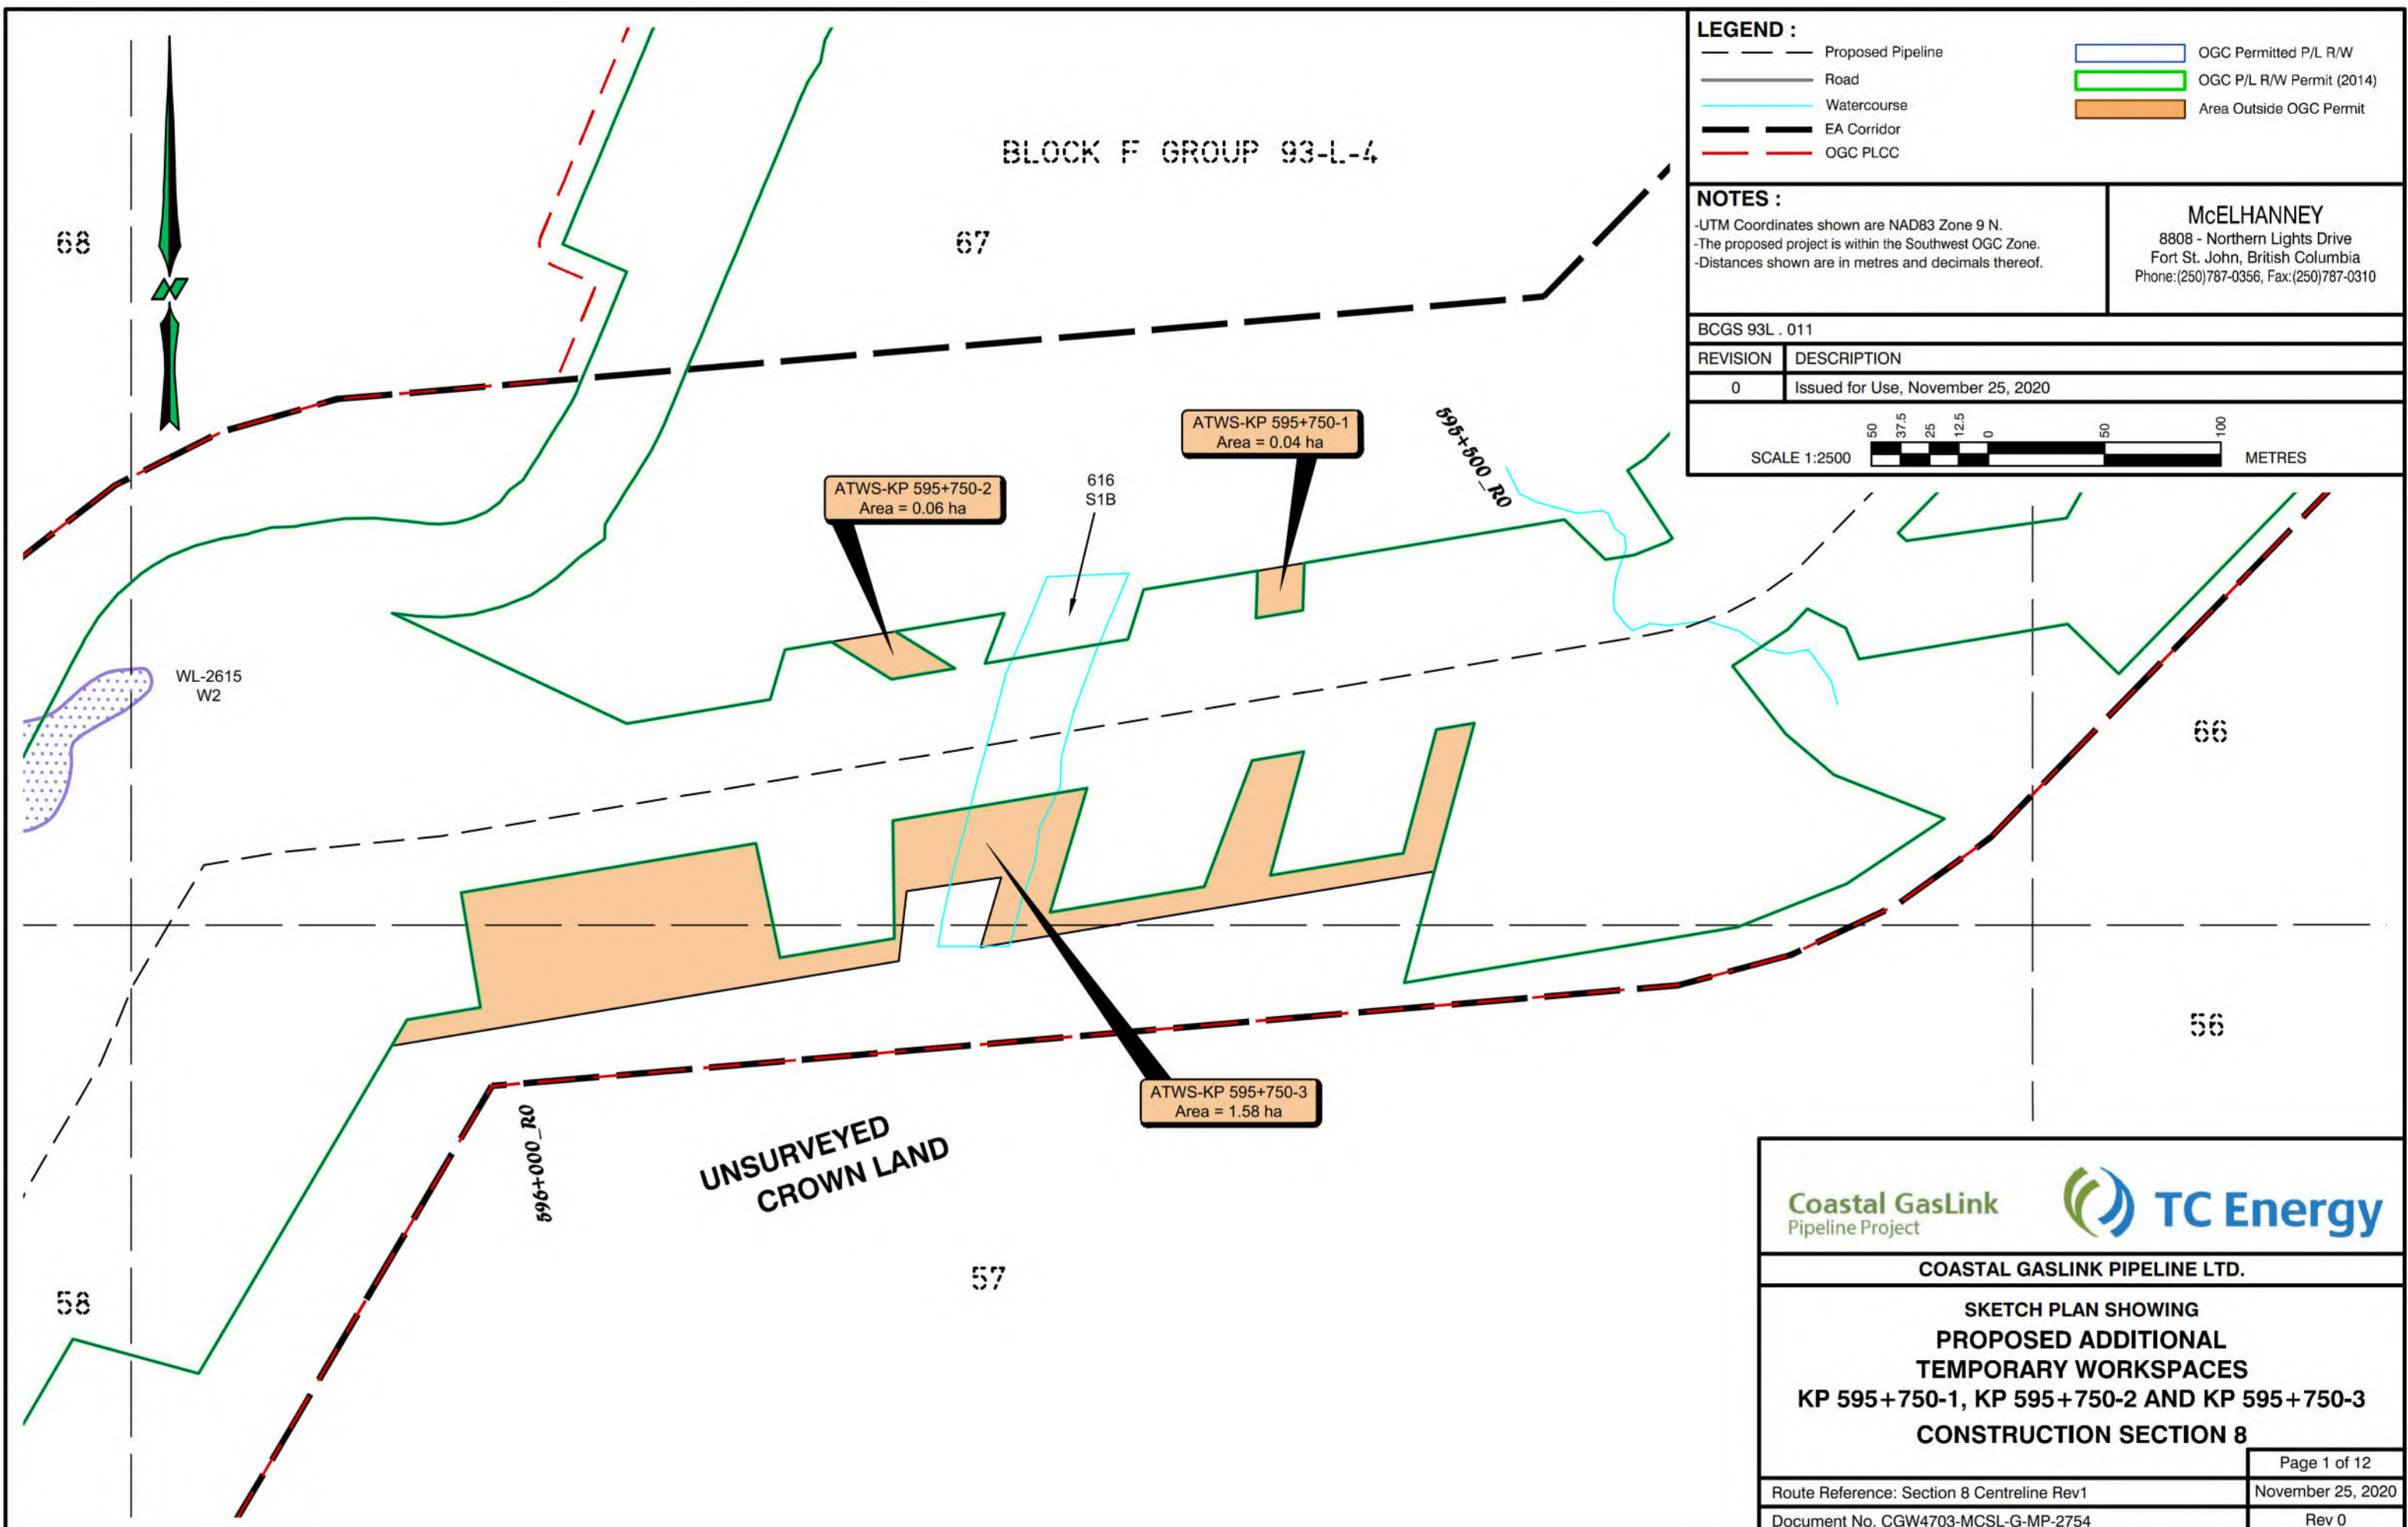 LEGEND :
Proposed Pipeline
Road
Watercourse
EA Corridor
OGC PLCC
OGC Permitted P/L R/W
OGC P/L R/W Permit (2014)
Area Outside OGC Permit
NOTES :
-UTM Coordinates shown are NAD83 Zone 9 N.
-The proposed project is within the Southwest OGC Zone.
-Distances shown are in metres and decimals thereof.
McELHANNEY
8808 - Northern Lights Drive
Fort St. John, British Columbia
Phone:(250)787-0356, Fax:(250)787-0310
BCGS 93L . 011
REVISION DESCRIPTION
0 Issued for Use, November 25, 2020
SCALE 1:2500
50 37.5 25 12.5 0 50 100
METRES
BLOCK F GROUP 93-L-4
68
67
ATWS-KP 595+750-1
Area = 0.04 ha
595+500_R0
ATWS-KP 595+750-2
Area = 0.06 ha
616
S1B
WL-2615
W2
66
56
ATWS-KP 595+750-3
Area = 1.58 ha
596+000_R0
UNSURVEYED
CROWN LAND
57
58
Coastal GasLink
Pipeline Project
TC Energy
COASTAL GASLINK PIPELINE LTD.
SKETCH PLAN SHOWING
PROPOSED ADDITIONAL
TEMPORARY WORKSPACES
KP 595+750-1, KP 595+750-2 AND KP 595+750-3
CONSTRUCTION SECTION 8
Page 1 of 12
Route Reference: Section 8 Centreline Rev1
November 25, 2020
Document No. CGW4703-MCSL-G-MP-2754
Rev 0